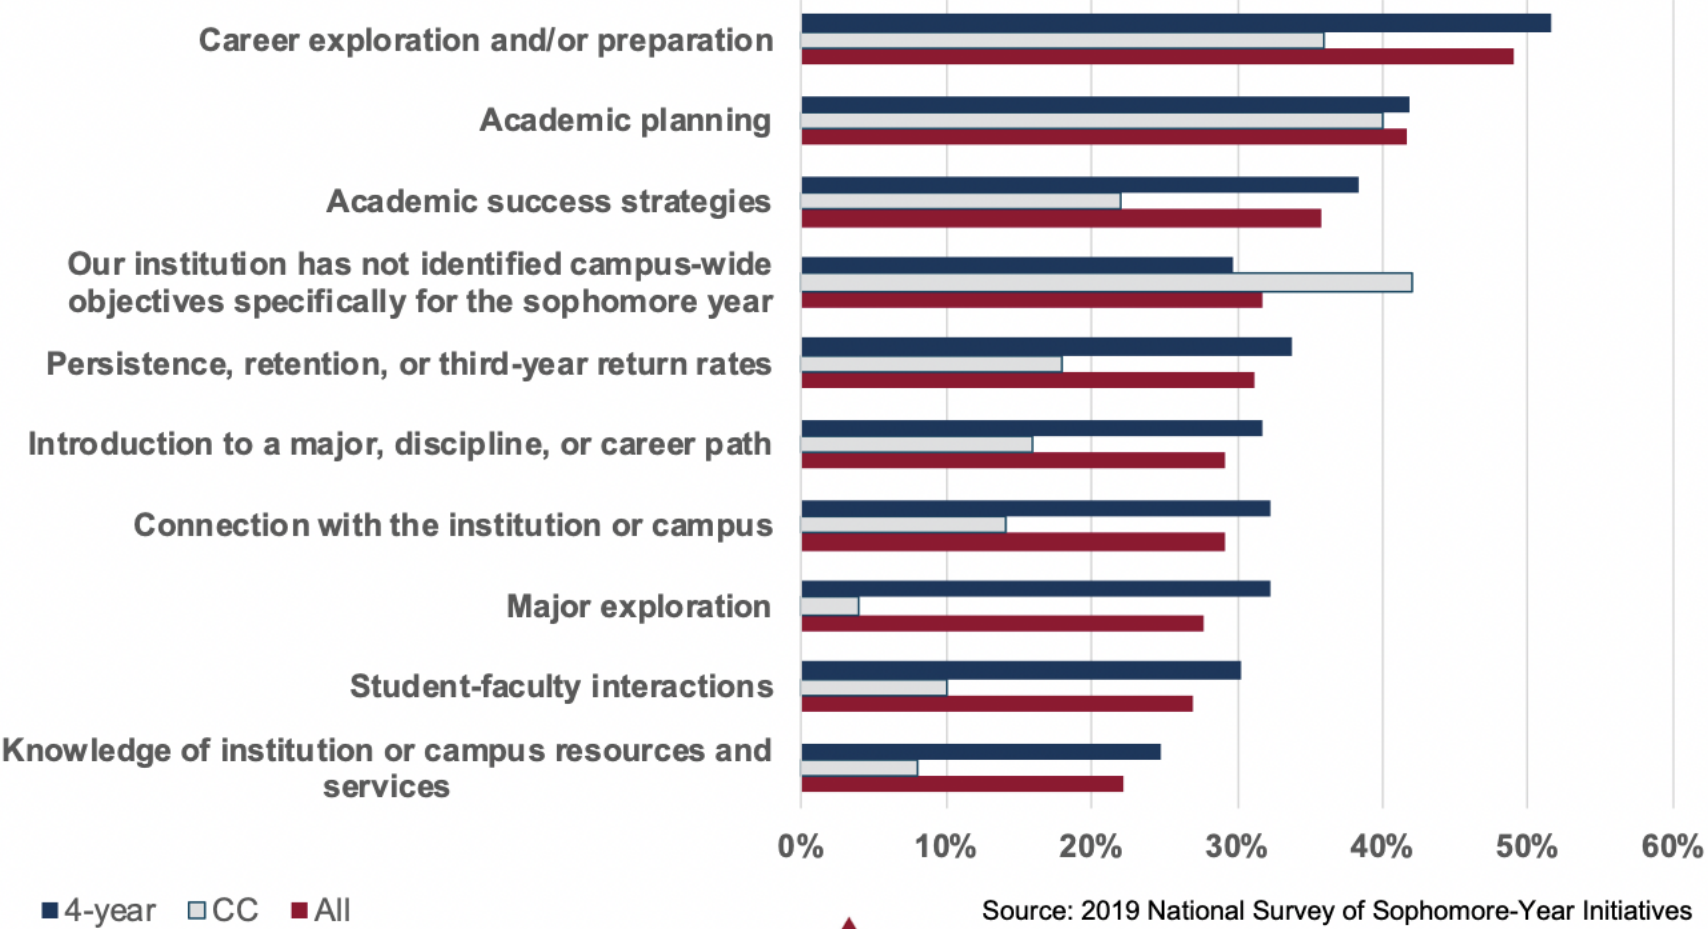 Career exploration and/or preparation
Academic planning
Academic success strategies
Our institution has not identified campus-wide
objectives specifically for the sophomore year
Persistence, retention, or third-year return rates
Introduction to a major, discipline, or career path
Connection with the institution or campus
Major exploration
Student-faculty interactions
Knowledge of institution or campus resources and
services
0% 10% 20% 30% 40% 50% 60%
4-year CC All
Source: 2019 National Survey of Sophomore-Year Initiatives